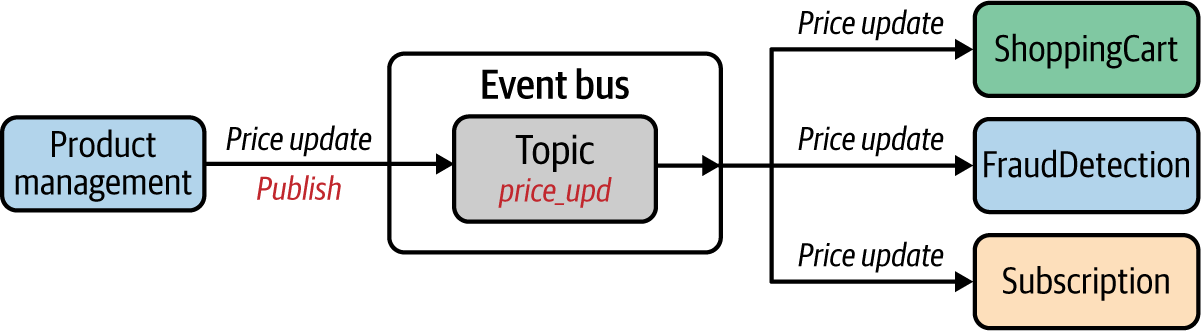 Product
management
Price update
Publish
Event bus
Topic
price_upd
Price update
ShoppingCart
Price update
FraudDetection
Price update
Subscription